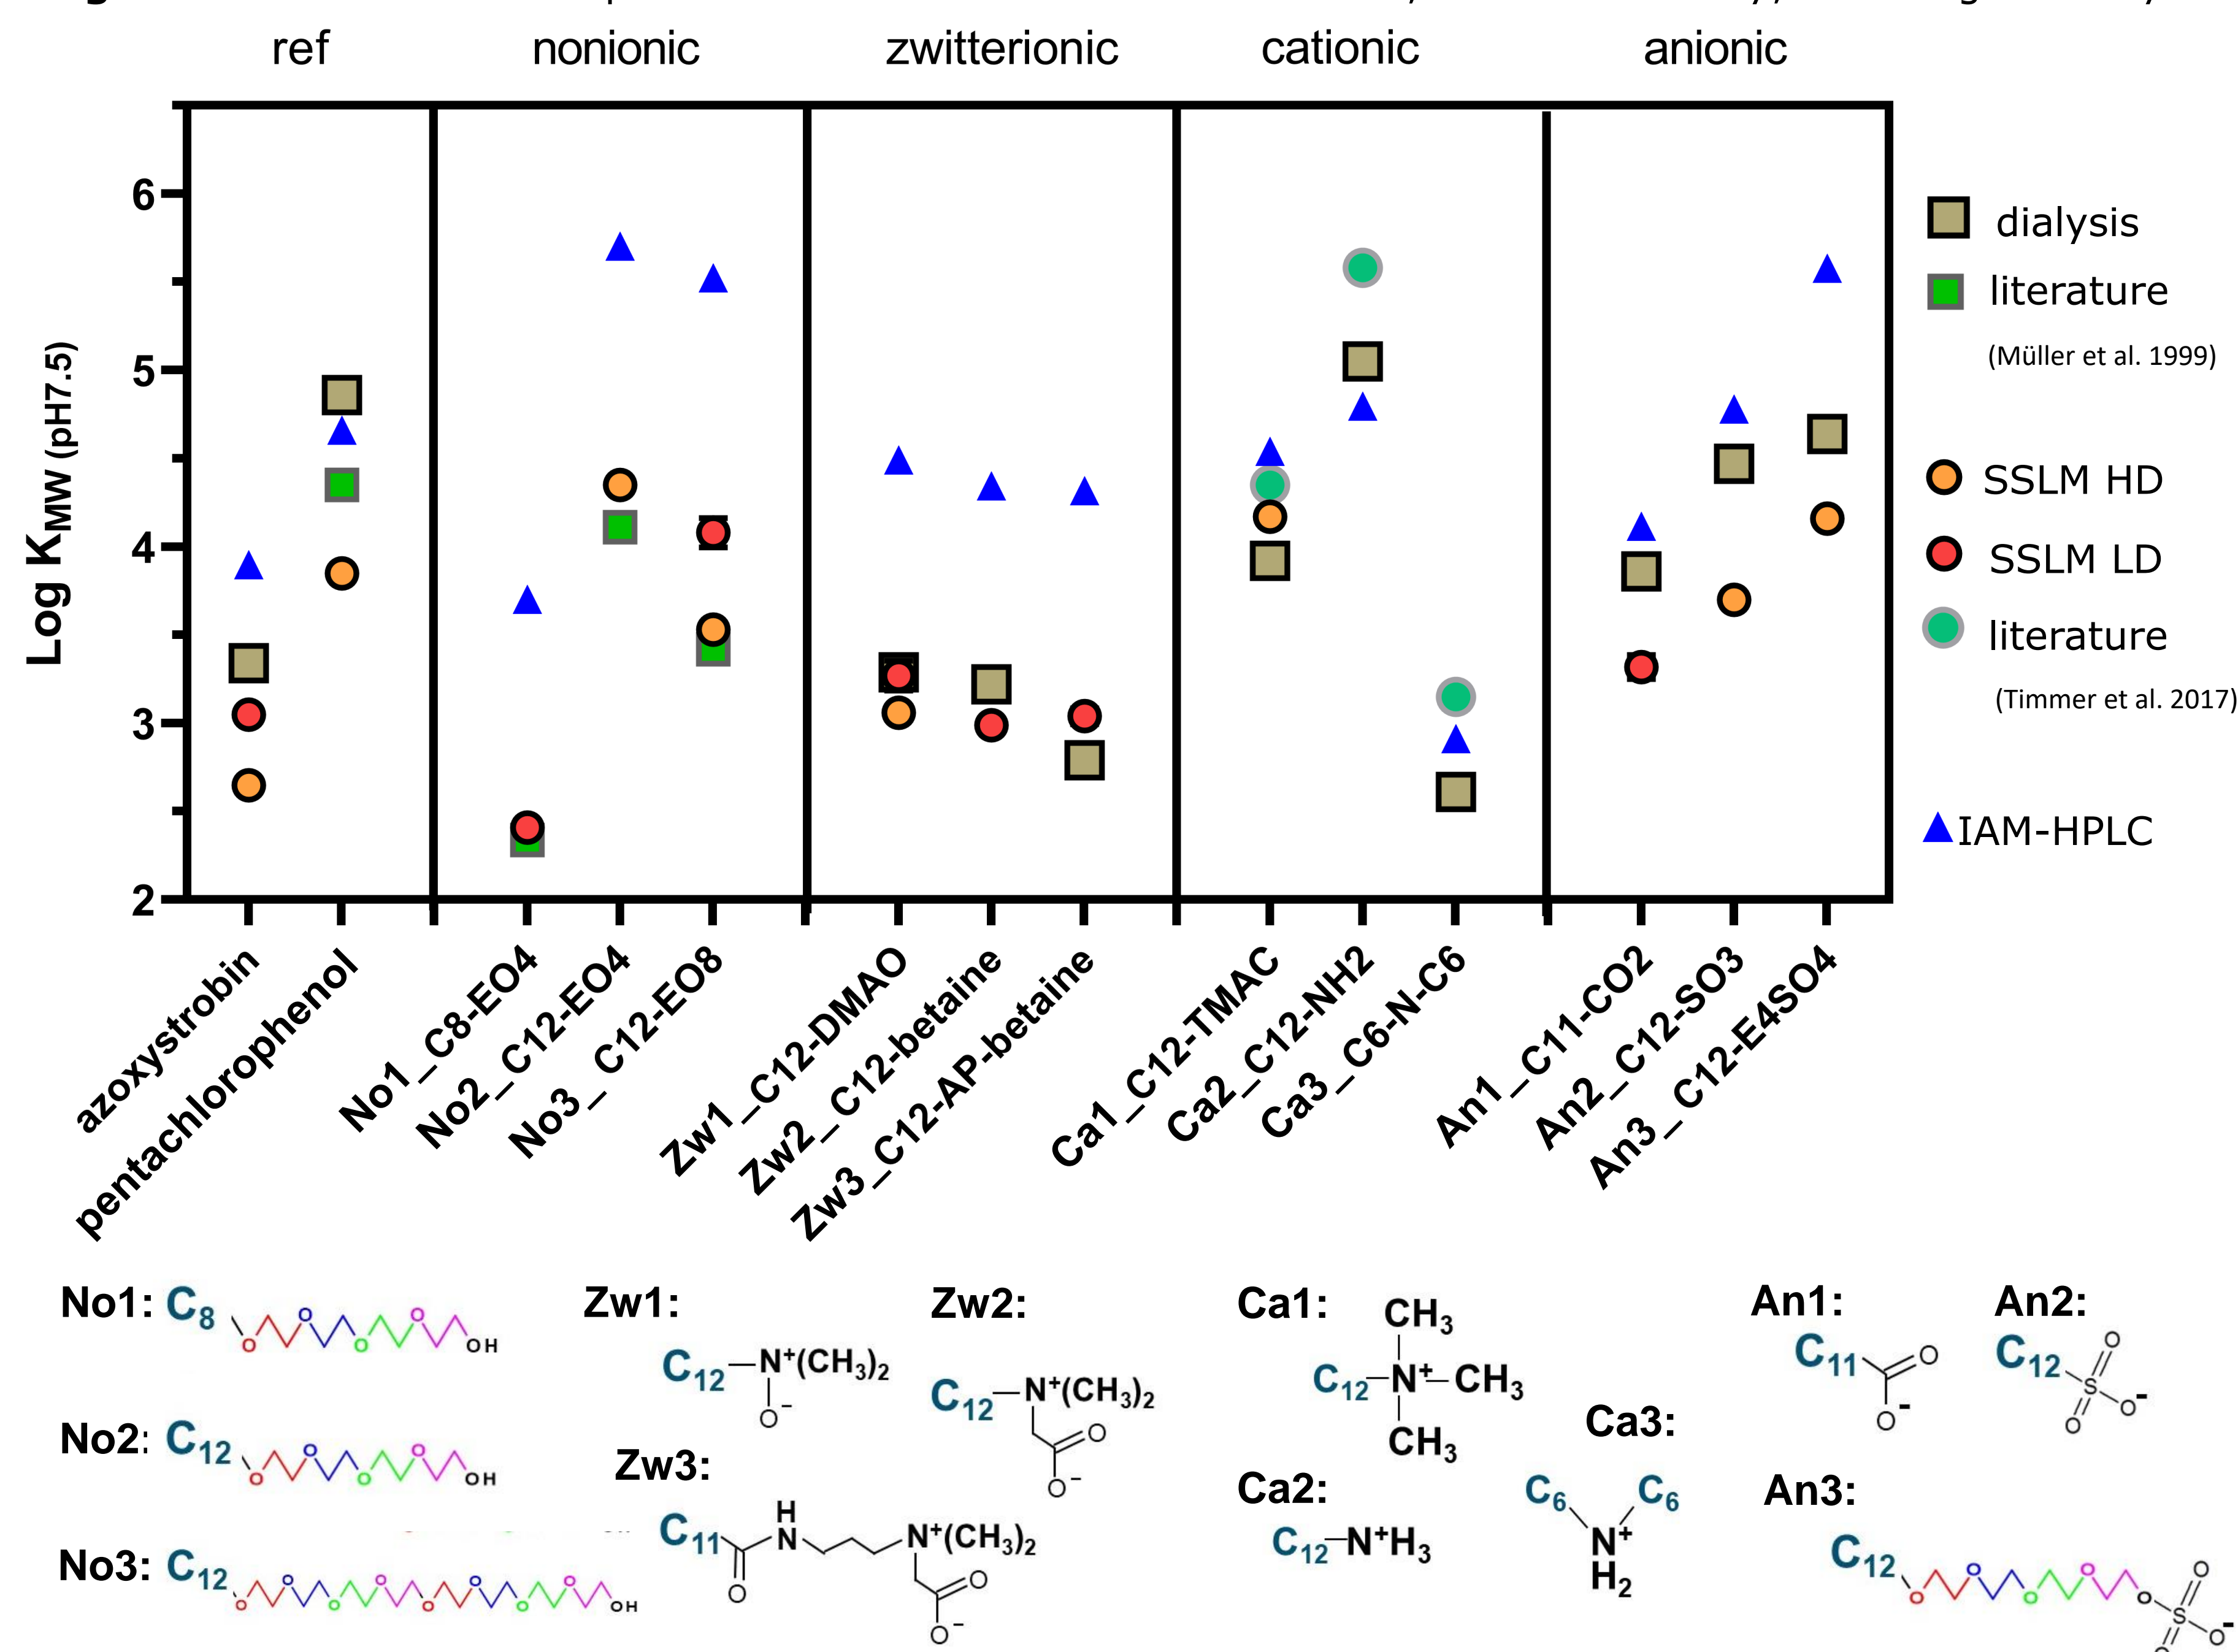 ref nonionic zwitterionic cationic anionic
Log KMW (pH7.5)
6
5
4
3
2
dialysis
literature
(Müller et al. 1999)
SSLM HD
SSLM LD
literature
(Timmer et al. 2017)
IAM-HPLC
azoxystrobin
pentachlorophenol
No1_C8-EO4
No2_C12-EO4
No3_ C12-EO8
Zw1_C12-DMAO
Zw2_C12-betaine
Zw3_C12-AP-betaine
Ca1_C12-TMAC
Ca2_C12-NH2
Ca3_C6-N-C6
An1_C11-CO2
An2_C12-SO3
An3_ C12-E4SO4
No1: C8 O O O O OH
No2: C12 O O O O OH
No3: C12 O O O O O O O O OH
Zw1:
C12 N+(CH3)2
O−
Zw2:
C12 N+(CH3)2
O
O−
Zw3:
C11 H
N N+(CH3)2
O O
O−
Ca1:
CH3
C12 N+ CH3
CH3
Ca2:
C12 N+H3
Ca3:
C6 C6
N+
H2
An1:
C11 O
O-
An2:
C12 O
S
O O-
An3:
C12
O O O O O S O
O-